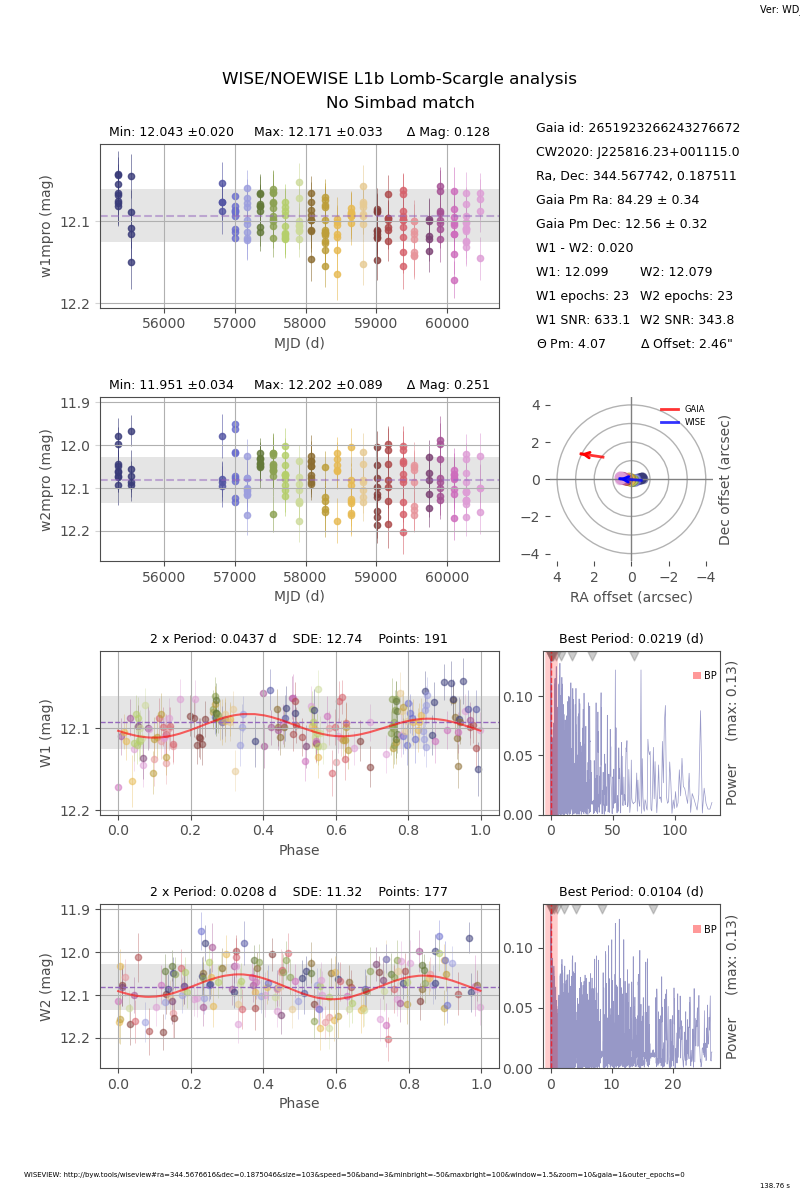 Ver: WD_
WISE/NOEWISE L1b Lomb-Scargle analysis
No Simbad match
Min: 12.043 ±0.020 Max: 12.171 ±0.033 Δ Mag: 0.128
w1mpro (mag)
12.1
12.2
56000 57000 58000 59000 60000
MJD (d)
Gaia id: 2651923266243276672
CW2020: J225816.23+001115.0
Ra, Dec: 344.567742, 0.187511
Gaia Pm Ra: 84.29 ± 0.34
Gaia Pm Dec: 12.56 ± 0.32
W1 - W2: 0.020
W1: 12.099 W2: 12.079
W1 epochs: 23 W2 epochs: 23
W1 SNR: 633.1 W2 SNR: 343.8
Θ Pm: 4.07 Δ Offset: 2.46"
Min: 11.951 ±0.034 Max: 12.202 ±0.089 Δ Mag: 0.251
w2mpro (mag)
11.9
12.0
12.1
12.2
56000 57000 58000 59000 60000
MJD (d)
GAIA
WISE
4
2
0
−2
−4
4 2 0 −2 −4
RA offset (arcsec)
Dec offset (arcsec)
2 x Period: 0.0437 d SDE: 12.74 Points: 191
W1 (mag)
12.1
12.2
0.0 0.2 0.4 0.6 0.8 1.0
Phase
Best Period: 0.0219 (d)
BP
0.10
0.05
0.00
0 50 100
Power (max: 0.13)
2 x Period: 0.0208 d SDE: 11.32 Points: 177
W2 (mag)
11.9
12.0
12.1
12.2
0.0 0.2 0.4 0.6 0.8 1.0
Phase
Best Period: 0.0104 (d)
BP
0.10
0.05
0.00
0 10 20
Power (max: 0.13)
WISEVIEW: http://byw.tools/wiseview#ra=344.5676616&dec=0.1875046&size=103&speed=50&band=3&minbright=-50&maxbright=100&window=1.5&zoom=10&gaia=1&outer_epochs=0
138.76 s